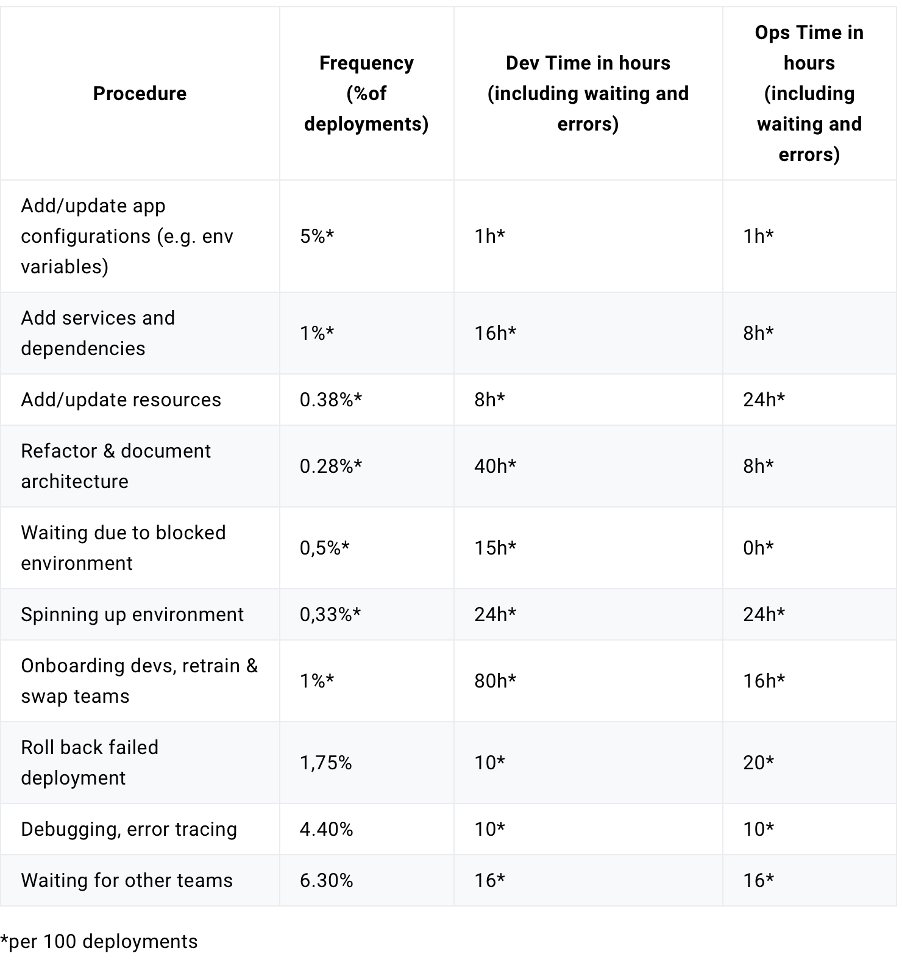 Procedure
Frequency
(%of
deployments)
Dev Time in hours
(including waiting and
errors)
Ops Time in
hours
(including
waiting and
errors)
Add/update app
configurations (e.g. env
variables)
5%*
1h*
1h*
Add services and
dependencies
1%*
16h*
8h*
Add/update resources
0.38%*
8h*
24h*
Refactor & document
architecture
0.28%*
40h*
8h*
Waiting due to blocked
environment
0,5%*
15h*
0h*
Spinning up environment
0,33%*
24h*
24h*
Onboarding devs, retrain &
swap teams
1%*
80h*
16h*
Roll back failed
deployment
1,75%
10*
20*
Debugging, error tracing
4.40%
10*
10*
Waiting for other teams
6.30%
16*
16*
*per 100 deployments